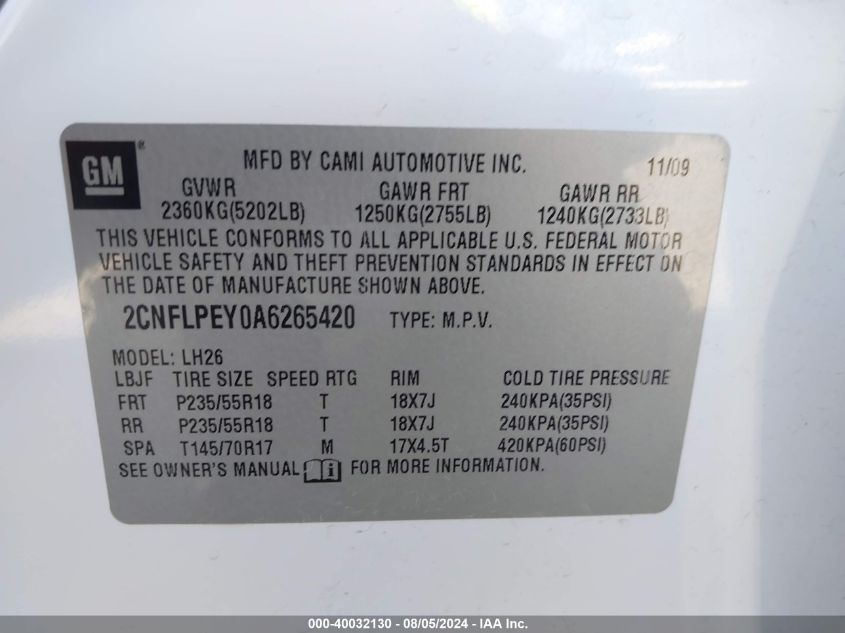 GM ® MFD BY CAMI AUTOMOTIVE INC. 11/09
GVWR GAWR FRT GAWR RR
2360KG(5202LB) 1250KG(2755LB) 1240KG(2733LB)
THIS VEHICLE CONFORMS TO ALL APPLICABLE U.S. FEDERAL MOTOR
VEHICLE SAFETY AND THEFT PREVENTION STANDARDS IN EFFECT ON
THE DATE OF MANUFACTURE SHOWN ABOVE.
2CNFLPEY0A6265420 TYPE: M.P.V.
MODEL: LH26
LBJF TIRE SIZE SPEED RTG RIM COLD TIRE PRESSURE
FRT P235/55R18 T 18X7J 240KPA(35PSI)
RR P235/55R18 T 18X7J 240KPA(35PSI)
SPA T145/70R17 M 17X4.5T 420KPA(60PSI)
SEE OWNER'S MANUAL FOR MORE INFORMATION.
000-40032130 - 08/05/2024 - IAA Inc.